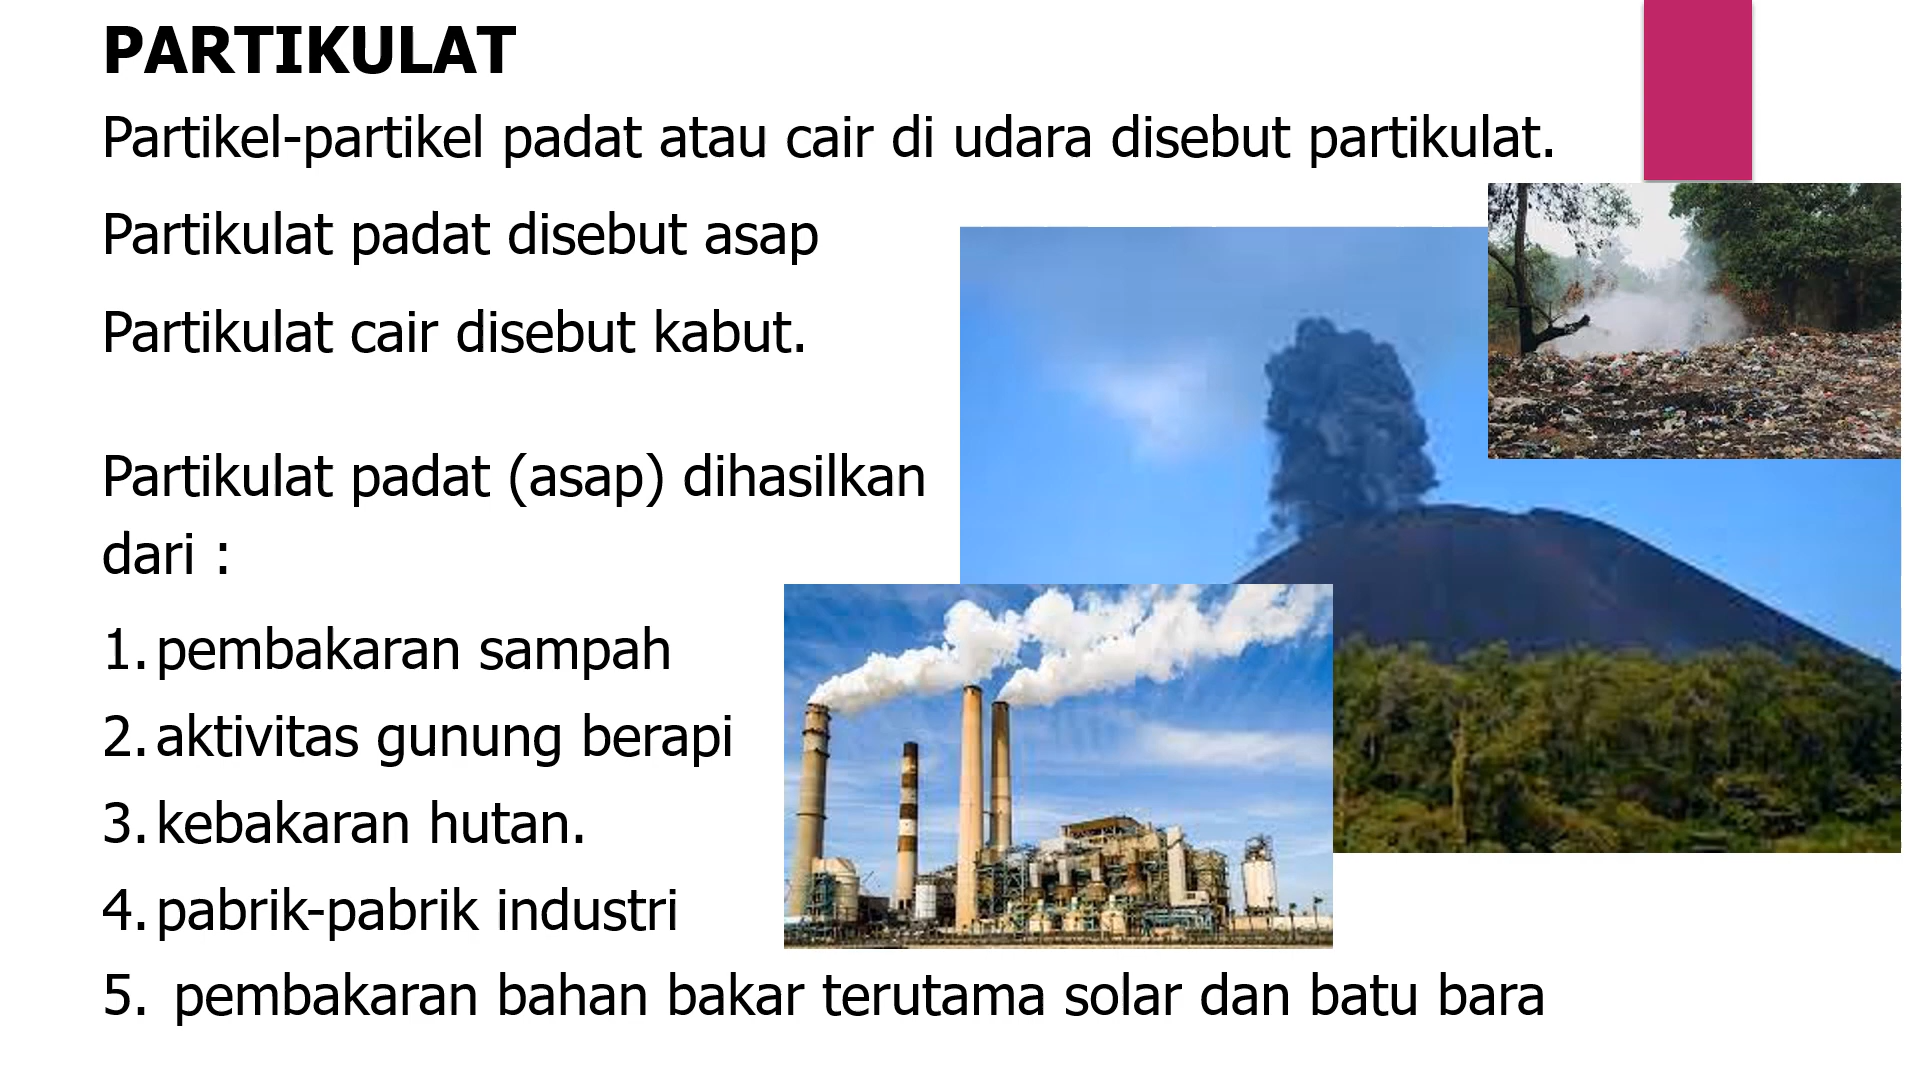 PARTIKULAT
Partikel-partikel padat atau cair di udara disebut partikulat.
Partikulat padat disebut asap
Partikulat cair disebut kabut.
Partikulat padat (asap) dihasilkan
dari :
1. pembakaran sampah
2. aktivitas gunung berapi
3. kebakaran hutan.
4. pabrik-pabrik industri
5. pembakaran bahan bakar terutama solar dan batu bara